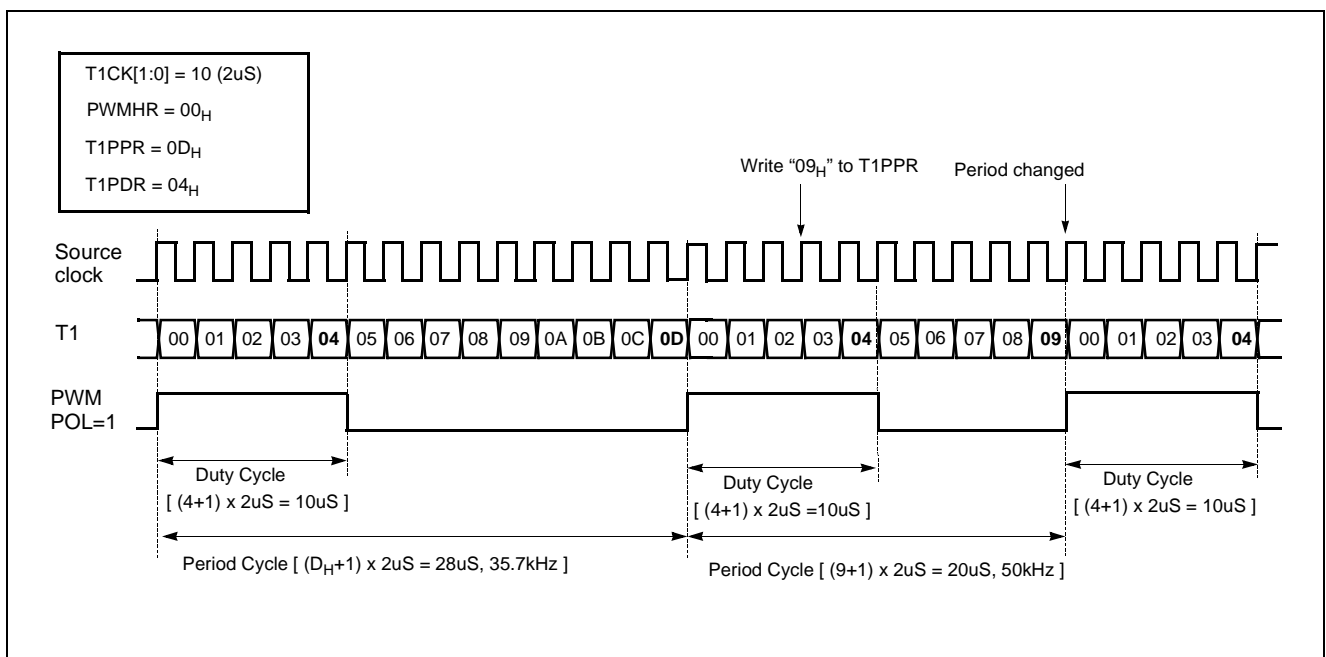 T1CK[1:0] = 10 (2uS)
PWMHR = 00H
T1PPR = 0DH
T1PDR = 04H
Write “09H” to T1PPR
Period changed
Source
clock
T1
00 01 02 03 04 05 06 07 08 09 0A 0B 0C 0D 00 01 02 03 04 05 06 07 08 09 00 01 02 03 04
PWM
POL=1
Duty Cycle
[ (4+1) x 2uS = 10uS ]
Duty Cycle
[ (4+1) x 2uS =10uS ]
Duty Cycle
[ (4+1) x 2uS = 10uS ]
Period Cycle [ (DH+1) x 2uS = 28uS, 35.7kHz ]
Period Cycle [ (9+1) x 2uS = 20uS, 50kHz ]